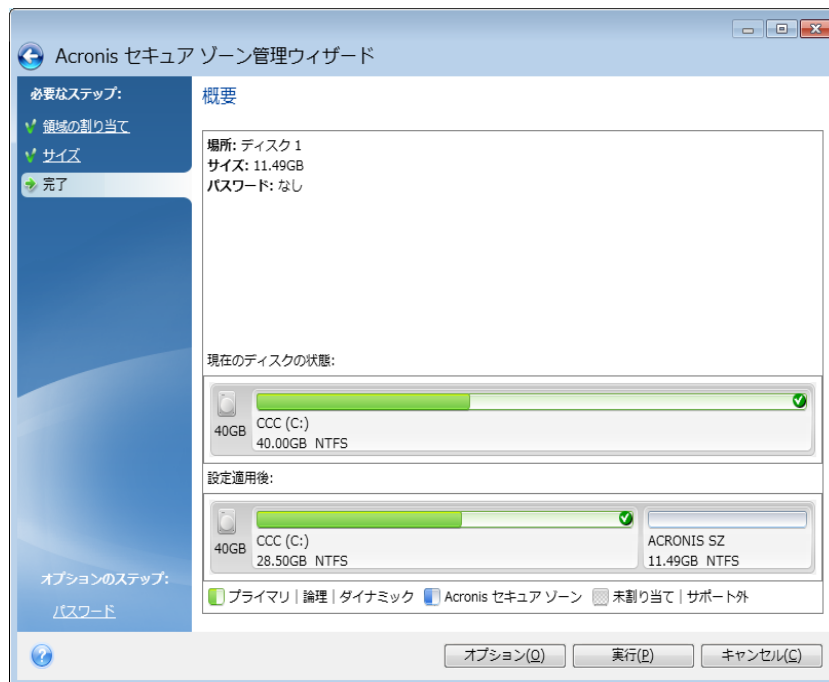 Acronis セキュア ゾーン管理ウィザード
必要なステップ:
領域の割り当て
サイズ
完了
オプションのステップ:
パスワード
概要
場所: ディスク 1
サイズ: 11.49GB
パスワード: なし
現在のディスクの状態:
40GB
CCC (C:)
40.00GB NTFS
設定適用後:
40GB
CCC (C:)
28.50GB NTFS
ACRONIS SZ
11.49GB NTFS
プライマリ | 論理 | ダイナミック Acronis セキュア ゾーン 未割り当て | サポート外
オプション(O) 実行(P) キャンセル(C)